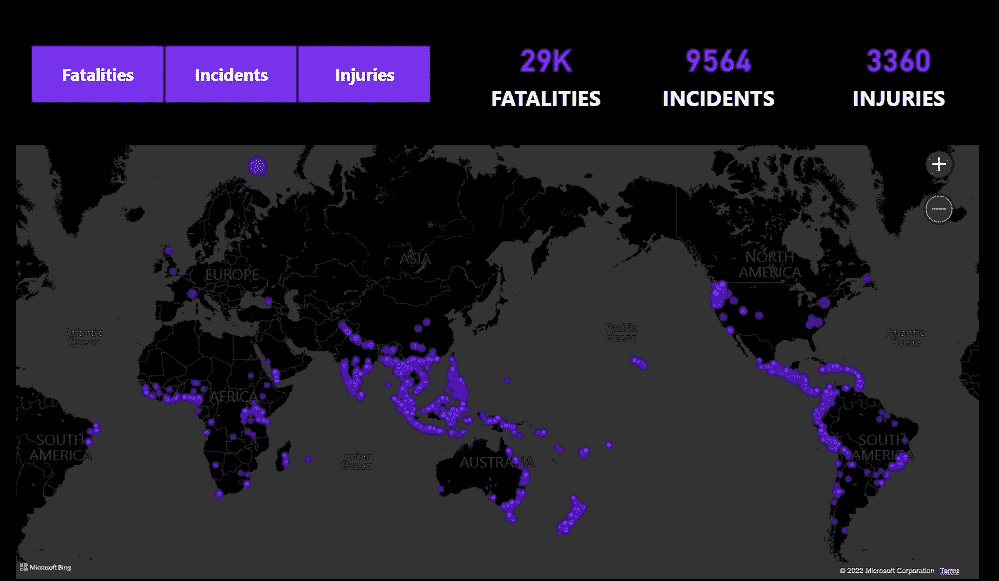 Fatalities
Incidents
Injuries
29K
9564
3360
FATALITIES
INCIDENTS
INJURIES
ASIA
EUROPE
NORTH
AMERICA
Atlantic
Ocean
Pacific
Ocean
Atlantic
Ocean
AFRICA
SOUTH
AMERICA
Indian
Ocean
AUSTRALIA
SOUTH
AMERICA
Microsoft Bing
© 2022 Microsoft Corporation Terms